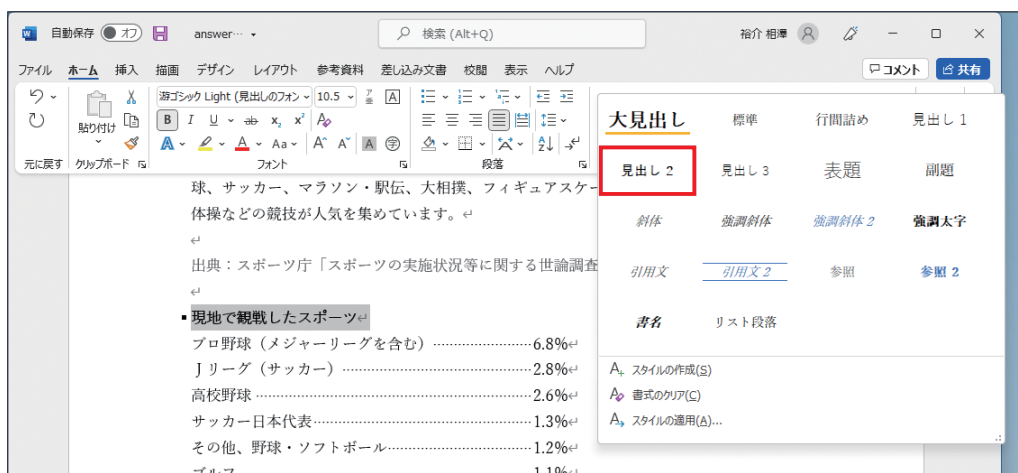 自動保存 オフ answer… 検索 (Alt+Q) 裕介 相澤
ファイル ホーム 挿入 描画 デザイン レイアウト 参考資料 差し込み文書 校閲 表示 ヘルプ コメント 共有
游ゴシック Light (見出しのフォン 10.5
貼り付け
元に戻す クリップボード フォント 段落
大見出し 標準 行間詰め 見出し 1
見出し 2 見出し 3 表題 副題
斜体 強調斜体 強調斜体 2 強調太字
引用文 引用文 2 参照 参照 2
書名 リスト段落
スタイルの作成(S)
書式のクリア(C)
スタイルの適用(A)...
球、サッカー、マラソン・駅伝、大相撲、フィギュアスケー
体操などの競技が人気を集めています。
出典：スポーツ庁「スポーツの実施状況等に関する世論調査
現地で観戦したスポーツ
プロ野球（メジャーリーグを含む）……………………6.8%
Ｊリーグ（サッカー）……………………2.8%
高校野球……………………2.6%
サッカー日本代表……………………1.3%
その他、野球・ソフトボール……………………1.2%